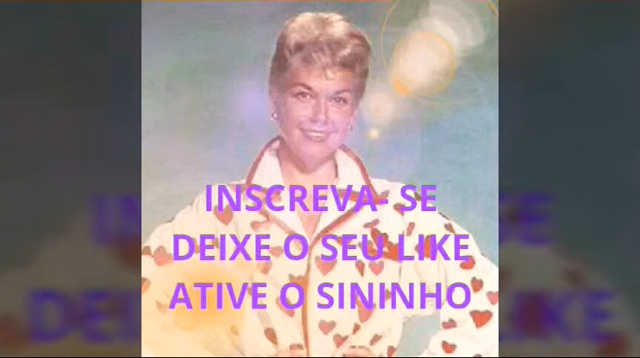 INSCREVA- SE
DEIXE O SEU LIKE
ATIVE O SININHO